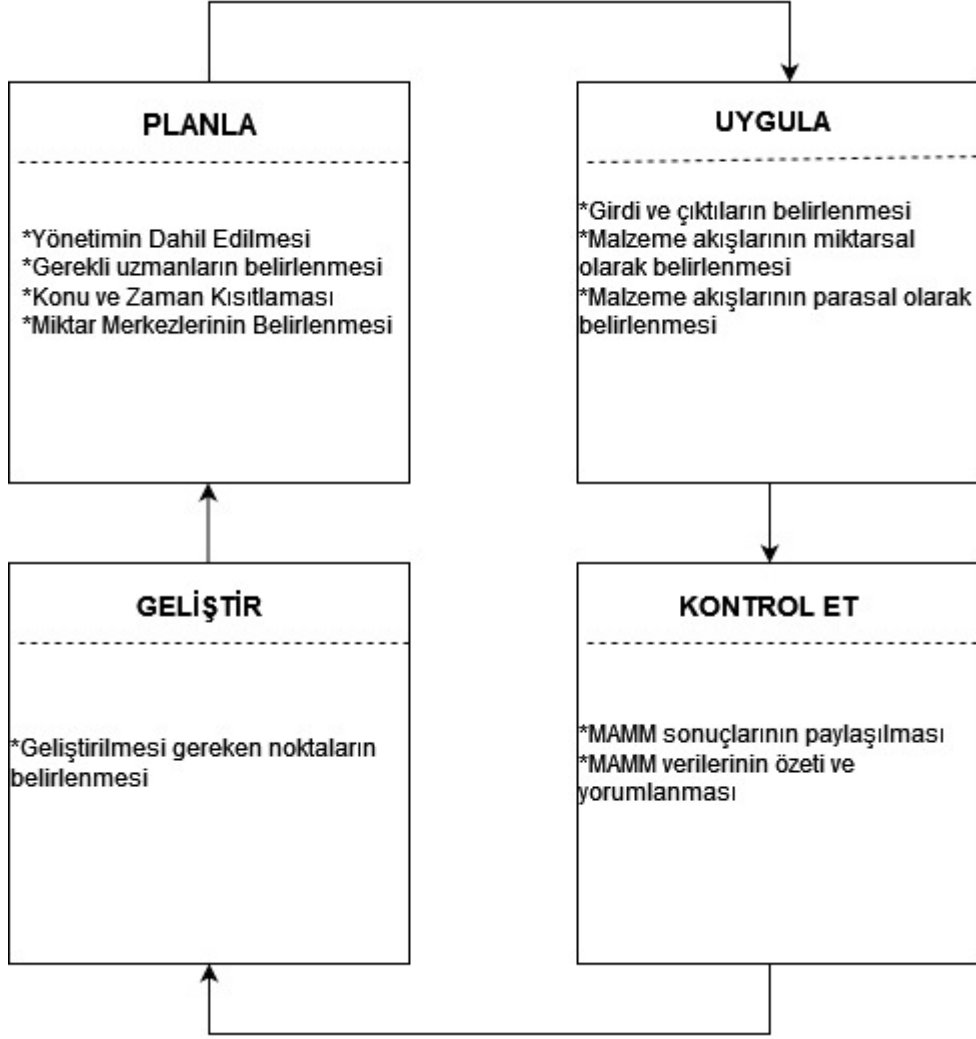 PLANLA
*Yönetimin Dahil Edilmesi
*Gerekli uzmanların belirlenmesi
*Konu ve Zaman Kısıtlaması
*Miktar Merkezlerinin Belirlenmesi
UYGULA
*Girdi ve çıktıların belirlenmesi
*Malzeme akışlarının miktarsal
olarak belirlenmesi
*Malzeme akışlarının parasal olarak
belirlenmesi
GELİŞTİR
*Geliştirilmesi gereken noktaların
belirlenmesi
KONTROL ET
*MAMM sonuçlarının paylaşılması
*MAMM verilerinin özeti ve
yorumlanması